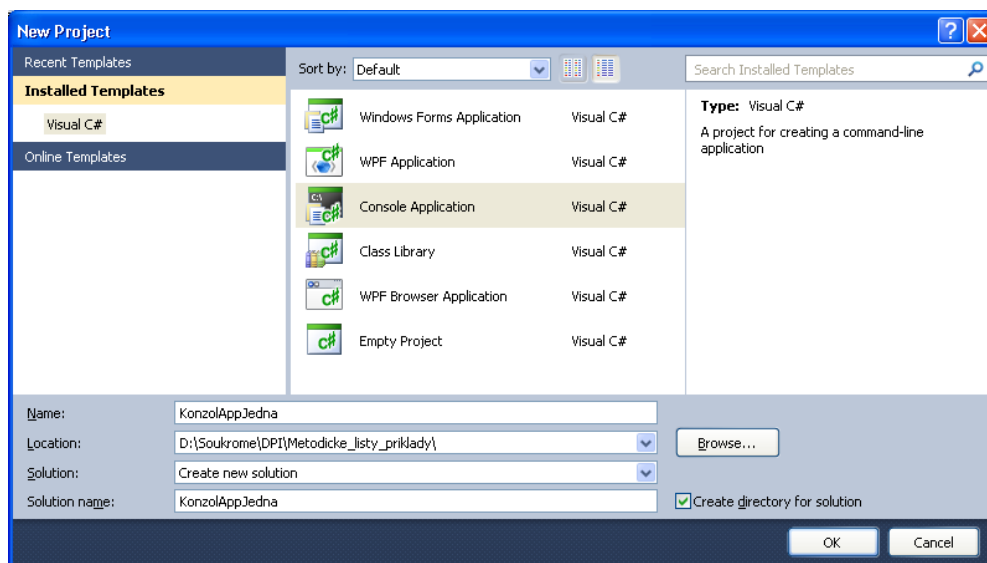 New Project
Recent Templates
Installed Templates
Visual C#
Online Templates
Sort by: Default
Search Installed Templates
Windows Forms Application Visual C#
WPF Application Visual C#
Console Application Visual C#
Class Library Visual C#
WPF Browser Application Visual C#
Empty Project Visual C#
Type: Visual C#
A project for creating a command-line
application
Name: KonzolAppJedna
Location: D:\Soukrome\DPI\Metodicke_listy_priklady\ Browse...
Solution: Create new solution
Solution name: KonzolAppJedna Create directory for solution
OK Cancel